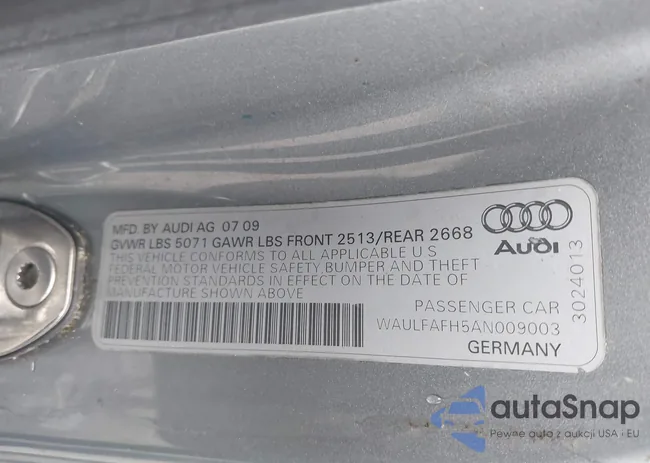 MFD. BY AUDI AG 07 09
GVWR LBS 5071 GAWR LBS FRONT 2513/REAR 2668
THIS VEHICLE CONFORMS TO ALL APPLICABLE U S
FEDERAL MOTOR VEHICLE SAFETY BUMPER AND THEFT
PREVENTION STANDARDS IN EFFECT ON THE DATE OF
MANUFACTURE SHOWN ABOVE
Audi
3024013
PASSENGER CAR
WAULFAFH5AN009003
GERMANY
autaSnap
Pewne auta z aukcji USA i EU